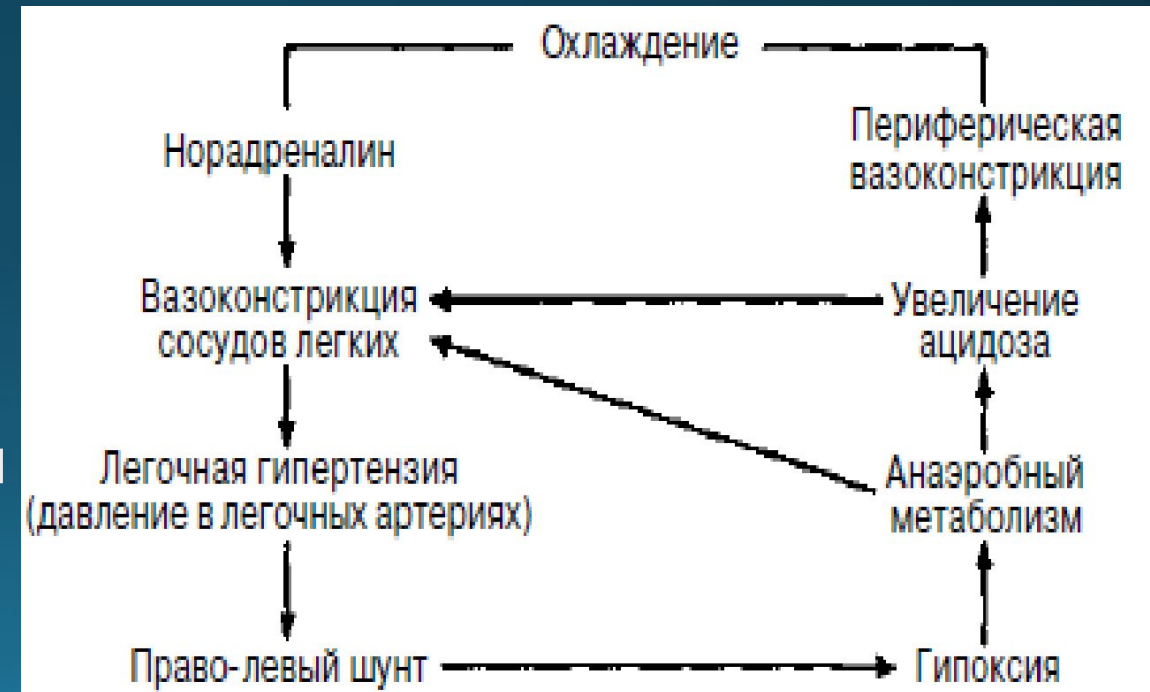 Охлаждение
Норадреналин
Периферическая
вазоконстрикция
Вазоконстрикция
сосудов легких
Увеличение
ацидоза
Легочная гипертензия
(давление в легочных артериях)
Анаэробный
метаболизм
Право-левый шунт
Гипоксия